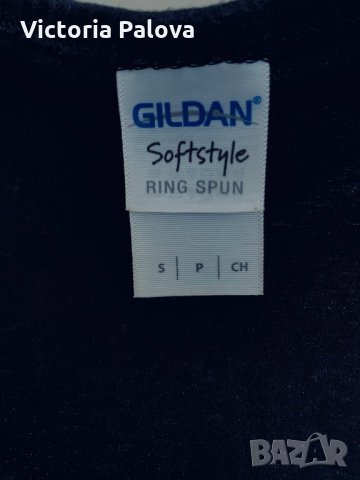 Victoria Palova
GILDAN®
Softstyle
RING SPUN
S | P | CH
BAZAR